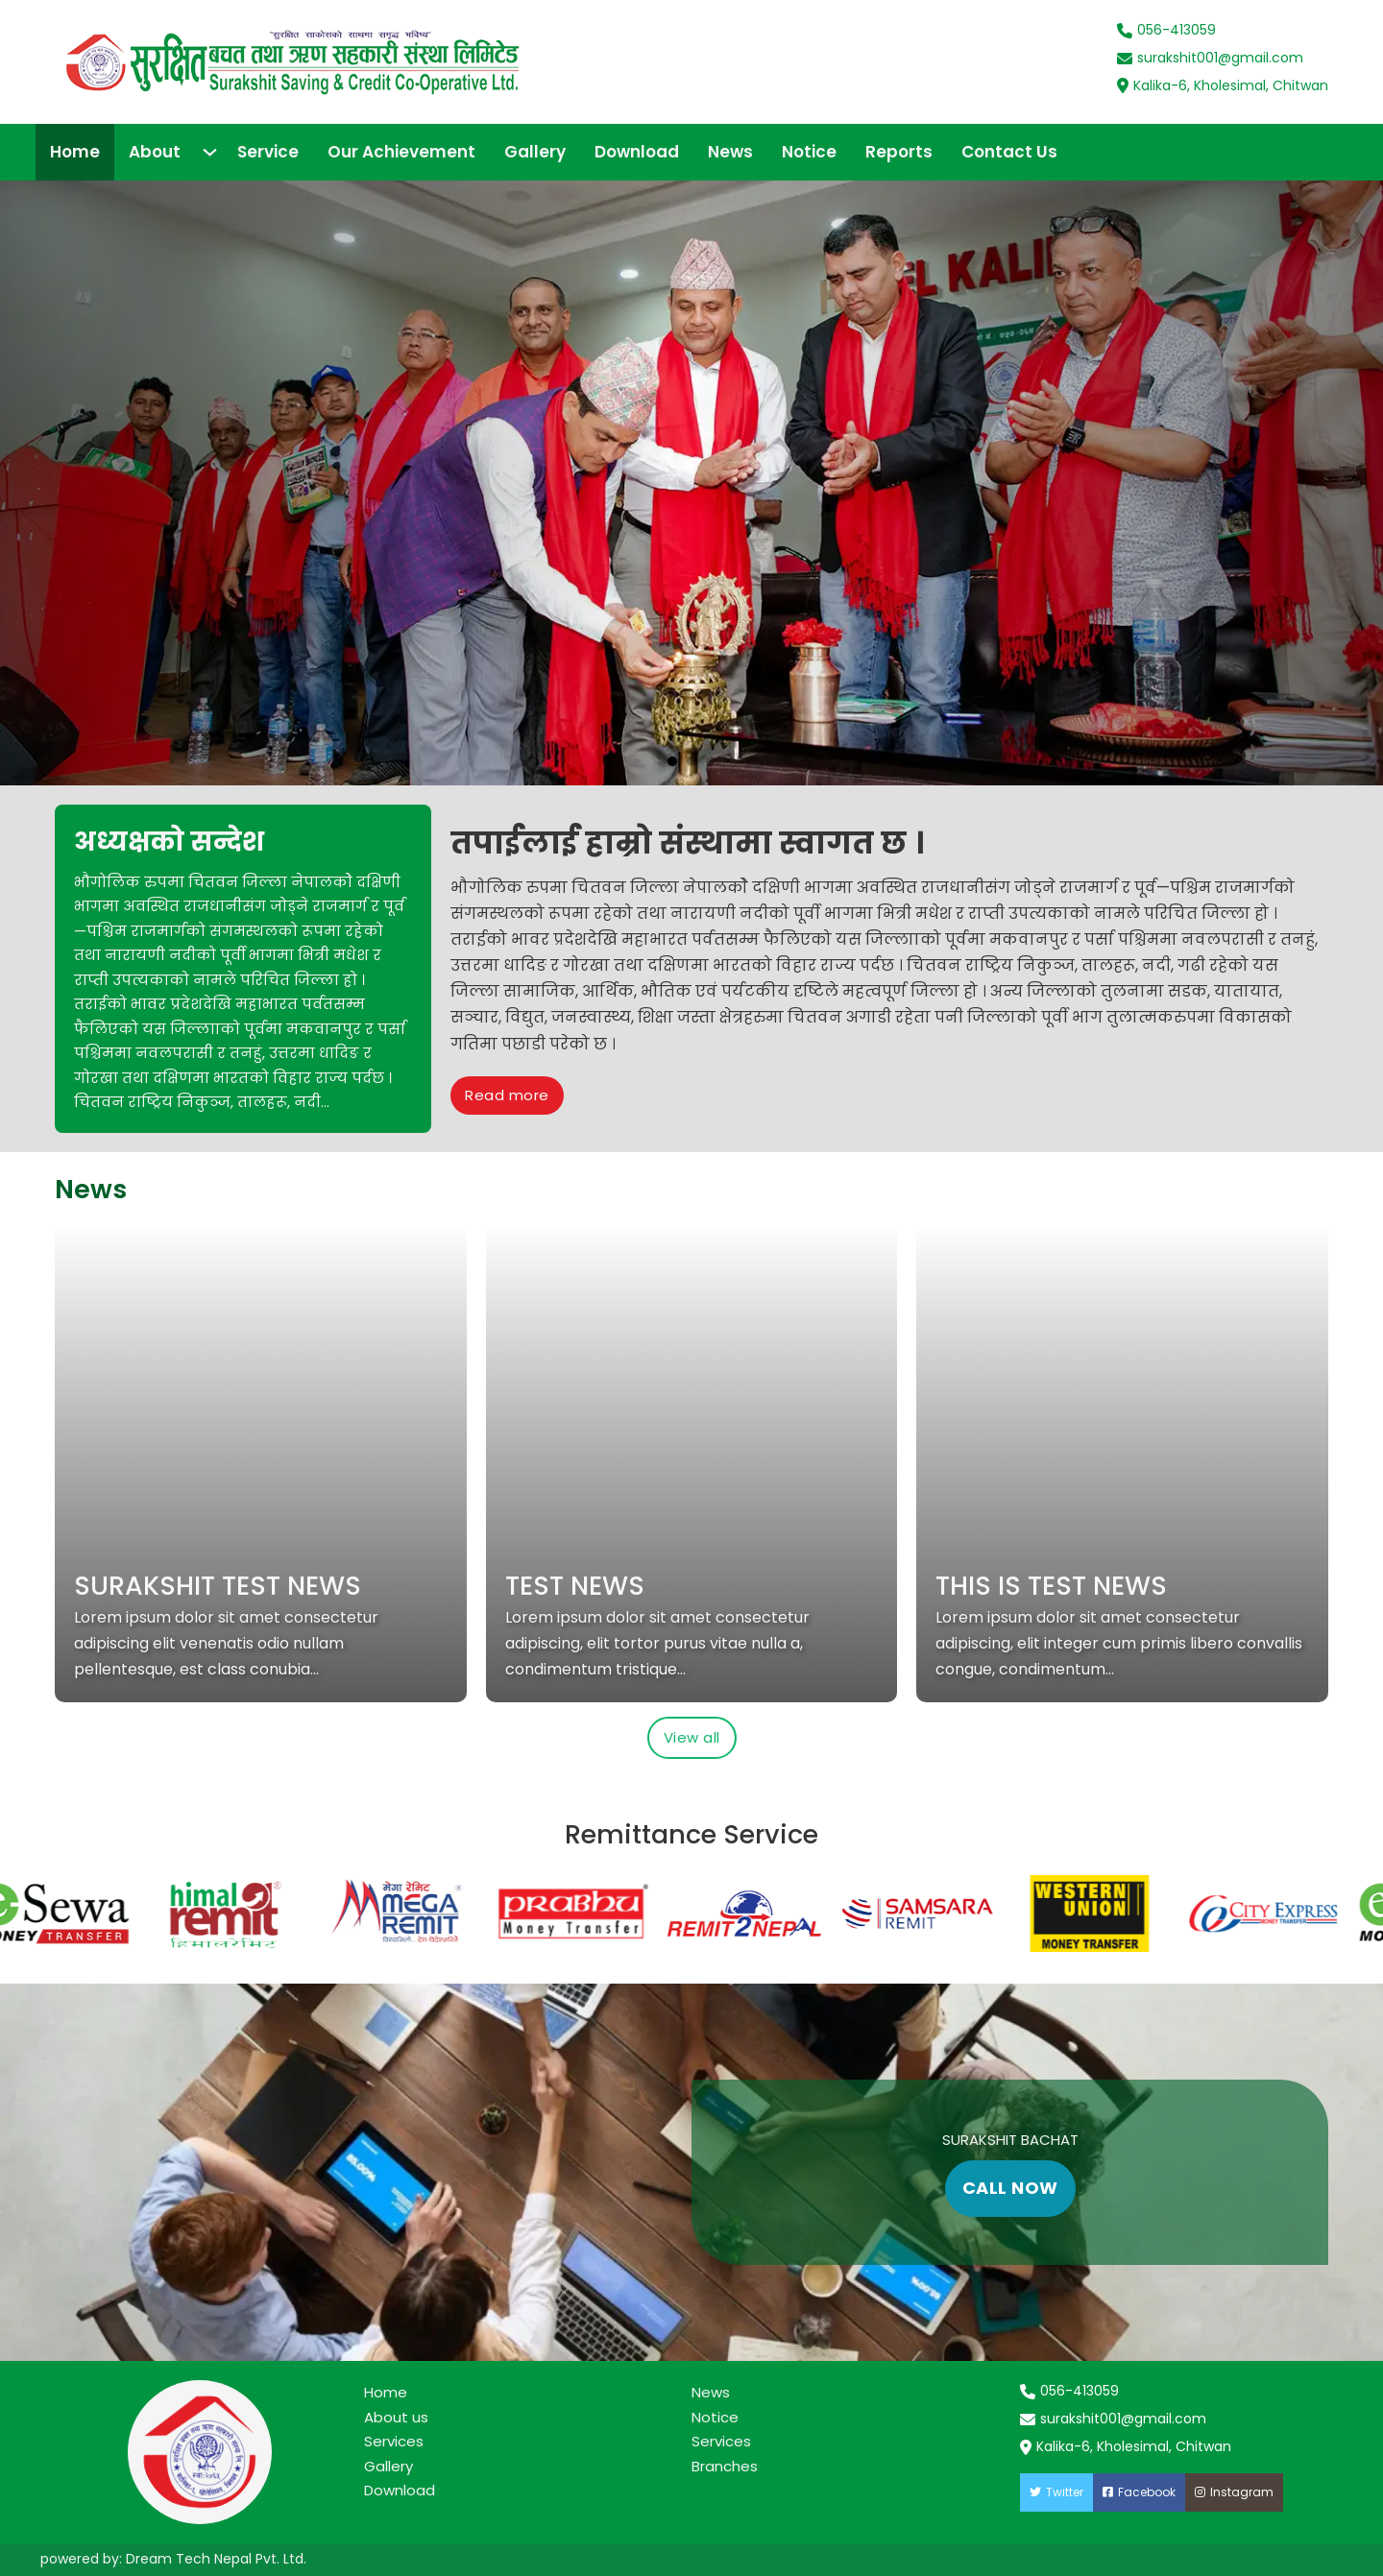 "सुरक्षित साकोसको साथमा समृद्ध भविष्य"
सुरक्षित बचत तथा ऋण सहकारी संस्था लिमिटेड
Surakshit Saving & Credit Co-Operative Ltd.
056-413059
surakshit001@gmail.com
Kalika-6, Kholesimal, Chitwan
Home About Service Our Achievement Gallery Download News Notice Reports Contact Us
अध्यक्षको सन्देश
भौगोलिक रुपमा चितवन जिल्ला नेपालको दक्षिणी
भागमा अवस्थित राजधानीसंग जोड्ने राजमार्ग र पूर्व
–पश्चिम राजमार्गको संगमस्थलको रूपमा रहेको
तथा नारायणी नदीको पूर्वी भागमा भित्री मधेश र
राप्ती उपत्यकाको नामले परिचित जिल्ला हो ।
तराईको भावर प्रदेशदेखि महाभारत पर्वतसम्म
फैलिएको यस जिल्लााको पूर्वमा मकवानपुर र पर्सा
पश्चिममा नवलपरासी र तनहुं, उत्तरमा धादिङ र
गोरखा तथा दक्षिणमा भारतको विहार राज्य पर्दछ ।
चितवन राष्ट्रिय निकुञ्ज, तालहरू, नदी...
तपाईलाई हाम्रो संस्थामा स्वागत छ ।
भौगोलिक रुपमा चितवन जिल्ला नेपालको दक्षिणी भागमा अवस्थित राजधानीसंग जोड्ने राजमार्ग र पूर्व–पश्चिम राजमार्गको
संगमस्थलको रूपमा रहेको तथा नारायणी नदीको पूर्वी भागमा भित्री मधेश र राप्ती उपत्यकाको नामले परिचित जिल्ला हो ।
तराईको भावर प्रदेशदेखि महाभारत पर्वतसम्म फैलिएको यस जिल्लााको पूर्वमा मकवानपुर र पर्सा पश्चिममा नवलपरासी र तनहुं,
उत्तरमा धादिङ र गोरखा तथा दक्षिणमा भारतको विहार राज्य पर्दछ । चितवन राष्ट्रिय निकुञ्ज, तालहरू, नदी, गढी रहेको यस
जिल्ला सामाजिक, आर्थिक, भौतिक एवं पर्यटकीय दृष्टिले महत्वपूर्ण जिल्ला हो । अन्य जिल्लाको तुलनामा सडक, यातायात,
सञ्चार, विद्युत, जनस्वास्थ्य, शिक्षा जस्ता क्षेत्रहरुमा चितवन अगाडी रहेता पनी जिल्लाको पूर्वी भाग तुलात्मकरुपमा विकासको
गतिमा पछाडी परेको छ ।
Read more
News
SURAKSHIT TEST NEWS
Lorem ipsum dolor sit amet consectetur
adipiscing elit venenatis odio nullam
pellentesque, est class conubia...
TEST NEWS
Lorem ipsum dolor sit amet consectetur
adipiscing, elit tortor purus vitae nulla a,
condimentum tristique...
THIS IS TEST NEWS
Lorem ipsum dolor sit amet consectetur
adipiscing, elit integer cum primis libero convallis
congue, condimentum...
View all
Remittance Service
eSewa
MONEY TRANSFER
himal
remit
हिमालरेमिट
मेगा रेमिट
MEGA
REMIT
PRABHU
Money Transfer
REMIT2NEPAL
SAMSARA
REMIT
WESTERN
UNION
MONEY TRANSFER
CITY EXPRESS
MONEY TRANSFER
SURAKSHIT BACHAT
CALL NOW
Home
About us
Services
Gallery
Download
News
Notice
Services
Branches
056-413059
surakshit001@gmail.com
Kalika-6, Kholesimal, Chitwan
Twitter Facebook Instagram
powered by: Dream Tech Nepal Pvt. Ltd.